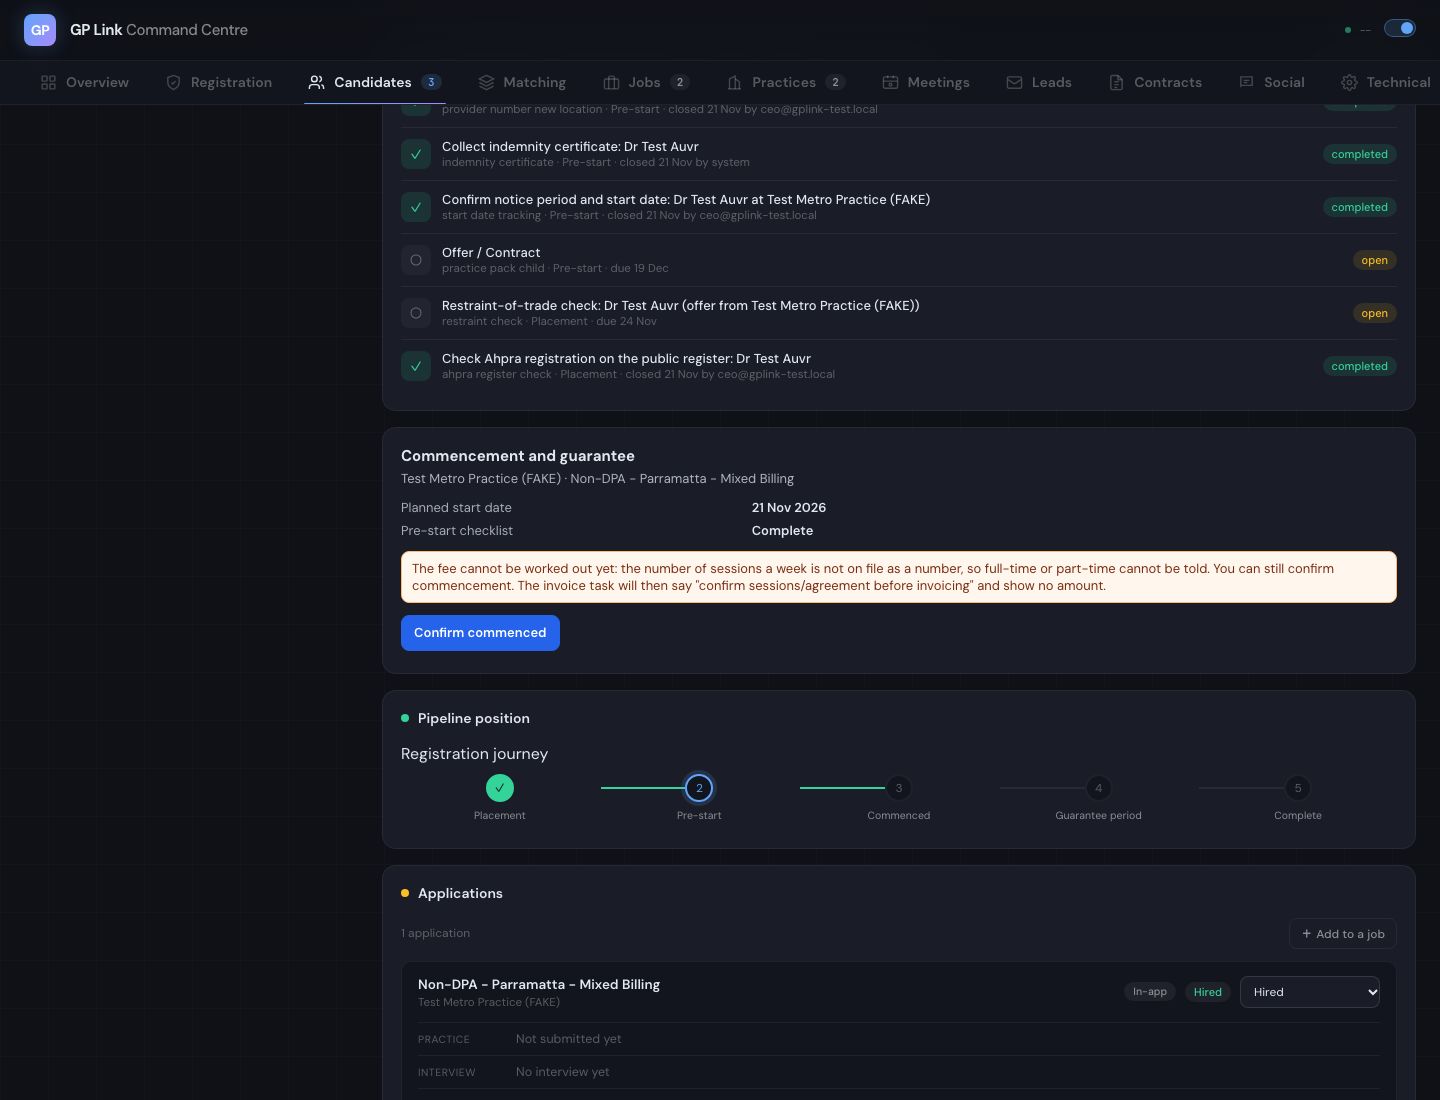 GP
GP Link Command Centre
--
Overview
Registration
Candidates 3
Matching
Jobs 2
Practices 2
Meetings
Leads
Contracts
Social
Technical
provider number new location · Pre-start · closed 21 Nov by ceo@gplink-test.local
Collect indemnity certificate: Dr Test Auvr
indemnity certificate · Pre-start · closed 21 Nov by system
completed
Confirm notice period and start date: Dr Test Auvr at Test Metro Practice (FAKE)
start date tracking · Pre-start · closed 21 Nov by ceo@gplink-test.local
completed
Offer / Contract
practice pack child · Pre-start · due 19 Dec
open
Restraint-of-trade check: Dr Test Auvr (offer from Test Metro Practice (FAKE))
restraint check · Placement · due 24 Nov
open
Check Ahpra registration on the public register: Dr Test Auvr
ahpra register check · Placement · closed 21 Nov by ceo@gplink-test.local
completed
Commencement and guarantee
Test Metro Practice (FAKE) · Non-DPA - Parramatta - Mixed Billing
Planned start date 21 Nov 2026
Pre-start checklist Complete
The fee cannot be worked out yet: the number of sessions a week is not on file as a number, so full-time or part-time cannot be told. You can still confirm
commencement. The invoice task will then say "confirm sessions/agreement before invoicing" and show no amount.
Confirm commenced
Pipeline position
Registration journey
2
3
4
5
Placement
Pre-start
Commenced
Guarantee period
Complete
Applications
1 application
+ Add to a job
Non-DPA - Parramatta - Mixed Billing
Test Metro Practice (FAKE)
In-app
Hired
Hired
PRACTICE Not submitted yet
INTERVIEW No interview yet